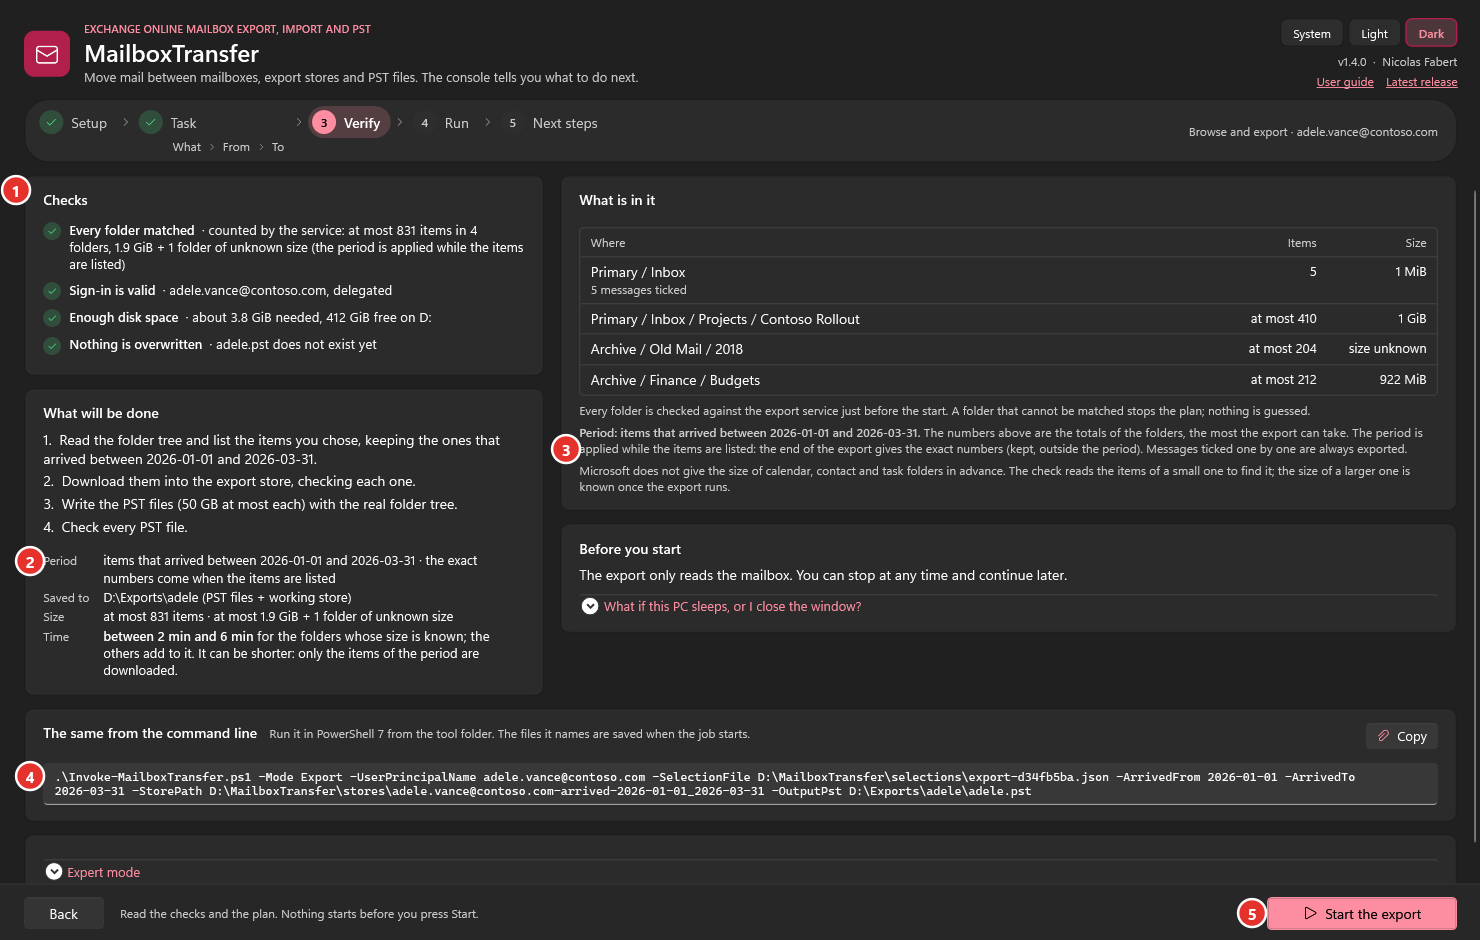 EXCHANGE ONLINE MAILBOX EXPORT, IMPORT AND PST
MailboxTransfer
Move mail between mailboxes, export stores and PST files. The console tells you what to do next.
System
Light
Dark
v1.4.0 · Nicolas Fabert
User guide
Latest release
Setup
Task
3 Verify
4 Run
5 Next steps
What
From
To
Browse and export · adele.vance@contoso.com
1
Checks
Every folder matched · counted by the service: at most 831 items in 4
folders, 1.9 GiB + 1 folder of unknown size (the period is applied while the items
are listed)
Sign-in is valid · adele.vance@contoso.com, delegated
Enough disk space · about 3.8 GiB needed, 412 GiB free on D:
Nothing is overwritten · adele.pst does not exist yet
What will be done
1. Read the folder tree and list the items you chose, keeping the ones that
arrived between 2026-01-01 and 2026-03-31.
2. Download them into the export store, checking each one.
3. Write the PST files (50 GB at most each) with the real folder tree.
4. Check every PST file.
2
Period items that arrived between 2026-01-01 and 2026-03-31 · the exact
numbers come when the items are listed
Saved to D:\Exports\adele (PST files + working store)
Size at most 831 items · at most 1.9 GiB + 1 folder of unknown size
Time between 2 min and 6 min for the folders whose size is known; the
others add to it. It can be shorter: only the items of the period are
downloaded.
What is in it
Where Items Size
Primary / Inbox 5 1 MiB
5 messages ticked
Primary / Inbox / Projects / Contoso Rollout at most 410 1 GiB
Archive / Old Mail / 2018 at most 204 size unknown
Archive / Finance / Budgets at most 212 922 MiB
Every folder is checked against the export service just before the start. A folder that cannot be matched stops the plan; nothing is guessed.
3
Period: items that arrived between 2026-01-01 and 2026-03-31. The numbers above are the totals of the folders, the most the export can take. The period is
applied while the items are listed: the end of the export gives the exact numbers (kept, outside the period). Messages ticked one by one are always exported.
Microsoft does not give the size of calendar, contact and task folders in advance. The check reads the items of a small one to find it; the size of a larger one is
known once the export runs.
Before you start
The export only reads the mailbox. You can stop at any time and continue later.
What if this PC sleeps, or I close the window?
The same from the command line Run it in PowerShell 7 from the tool folder. The files it names are saved when the job starts.
Copy
4
.\Invoke-MailboxTransfer.ps1 -Mode Export -UserPrincipalName adele.vance@contoso.com -SelectionFile D:\MailboxTransfer\selections\export-d34fb5ba.json -ArrivedFrom 2026-01-01 -ArrivedTo
2026-03-31 -StorePath D:\MailboxTransfer\stores\adele.vance@contoso.com-arrived-2026-01-01_2026-03-31 -OutputPst D:\Exports\adele\adele.pst
Expert mode
Back
Read the checks and the plan. Nothing starts before you press Start.
5
Start the export